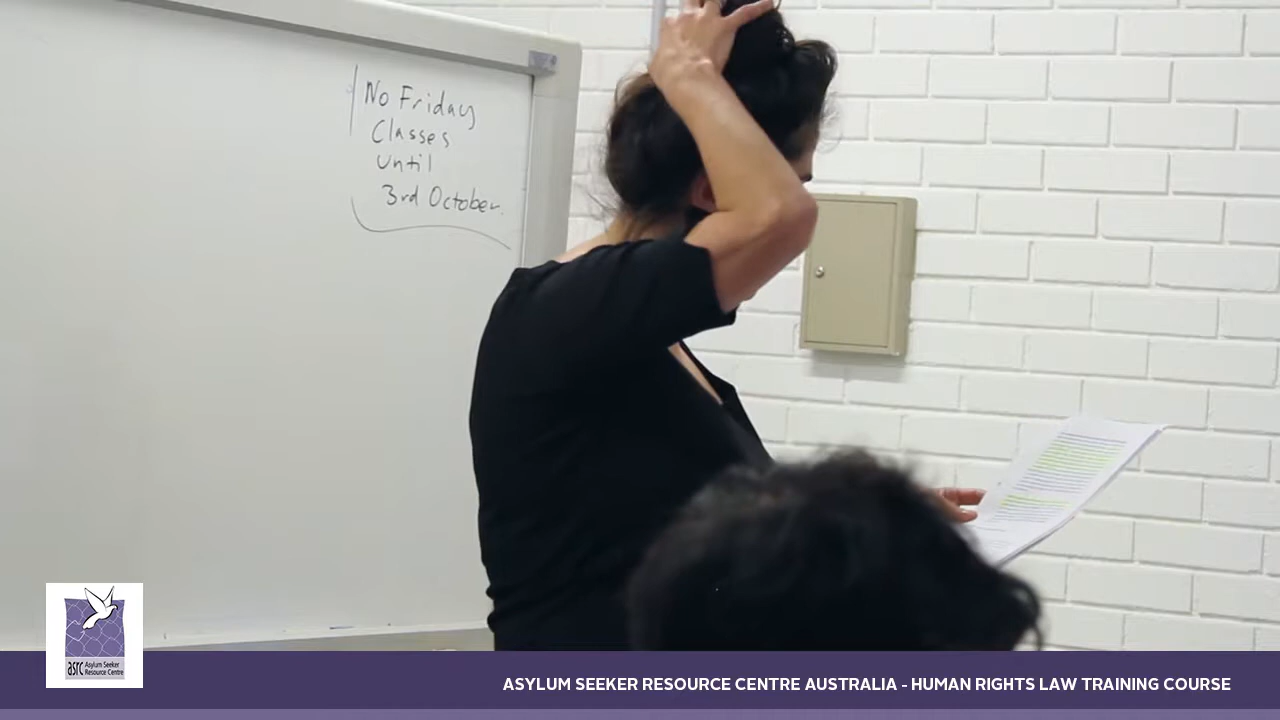 No Friday
Classes
until
3rd October.
asrc Asylum Seeker
Resource Centre
ASYLUM SEEKER RESOURCE CENTRE AUSTRALIA - HUMAN RIGHTS LAW TRAINING COURSE